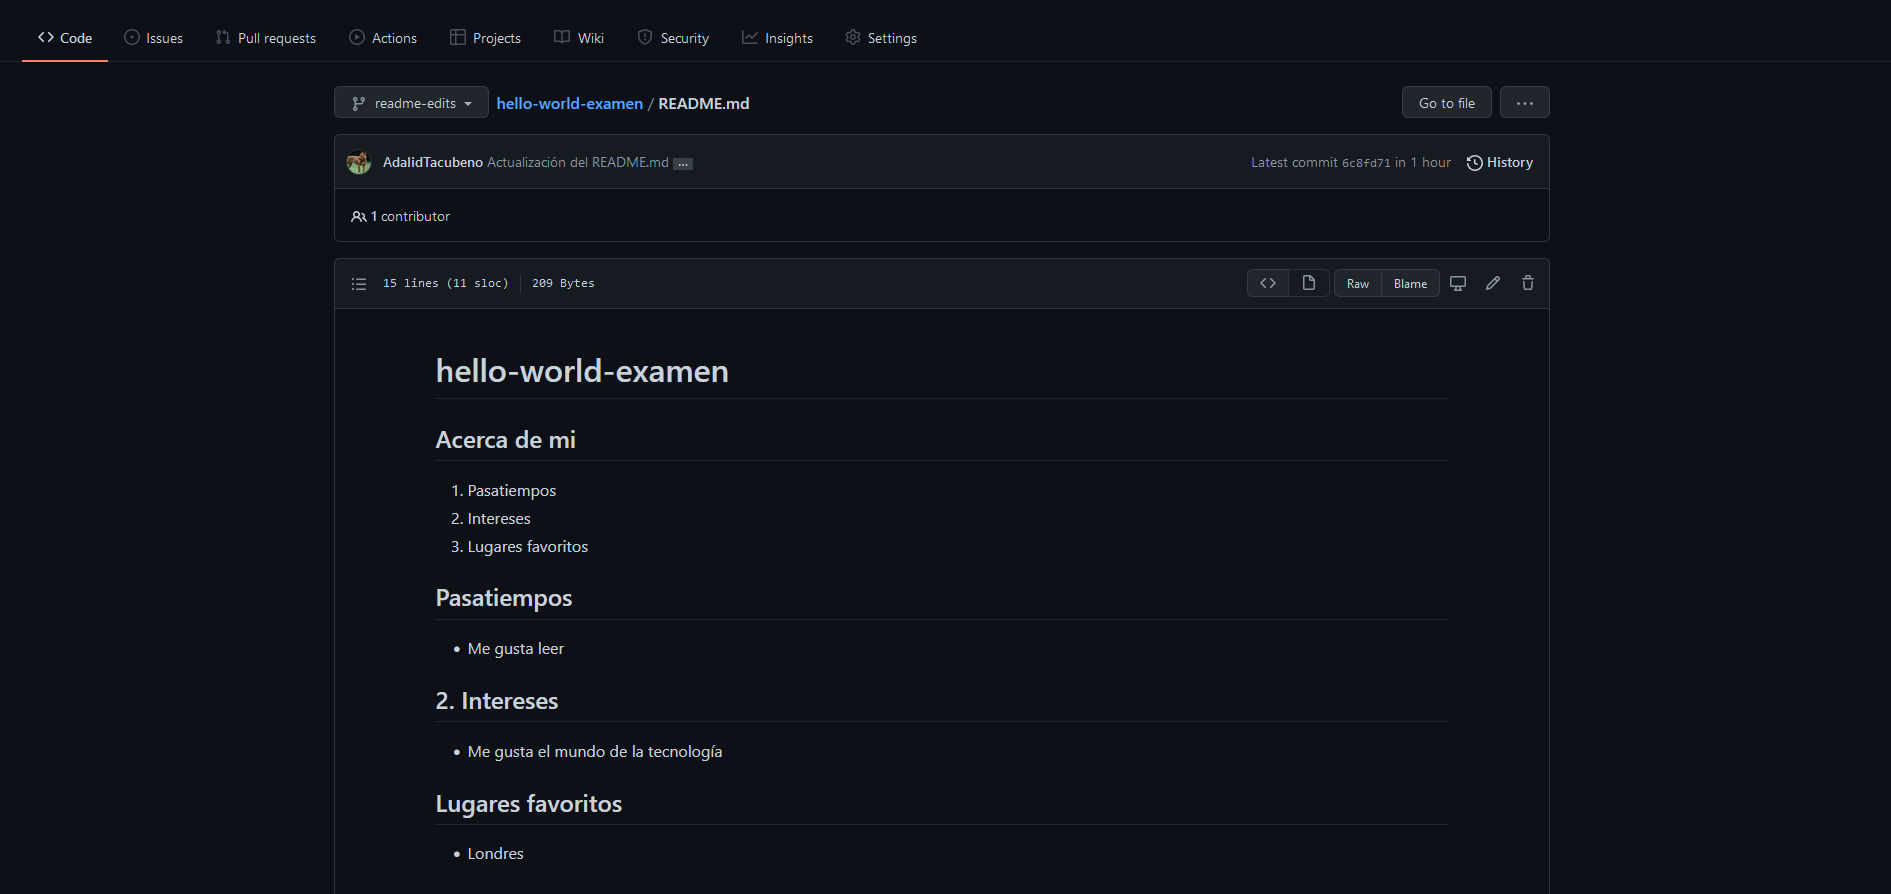 Code Issues Pull requests Actions Projects Wiki Security Insights Settings
readme-edits hello-world-examen / README.md Go to file ...
AdalidTacubeno Actualización del README.md ... Latest commit 6c8fd71 in 1 hour History
1 contributor
15 lines (11 sloc) 209 Bytes <> Raw Blame
hello-world-examen
Acerca de mi
1. Pasatiempos
2. Intereses
3. Lugares favoritos
Pasatiempos
• Me gusta leer
2. Intereses
• Me gusta el mundo de la tecnología
Lugares favoritos
• Londres